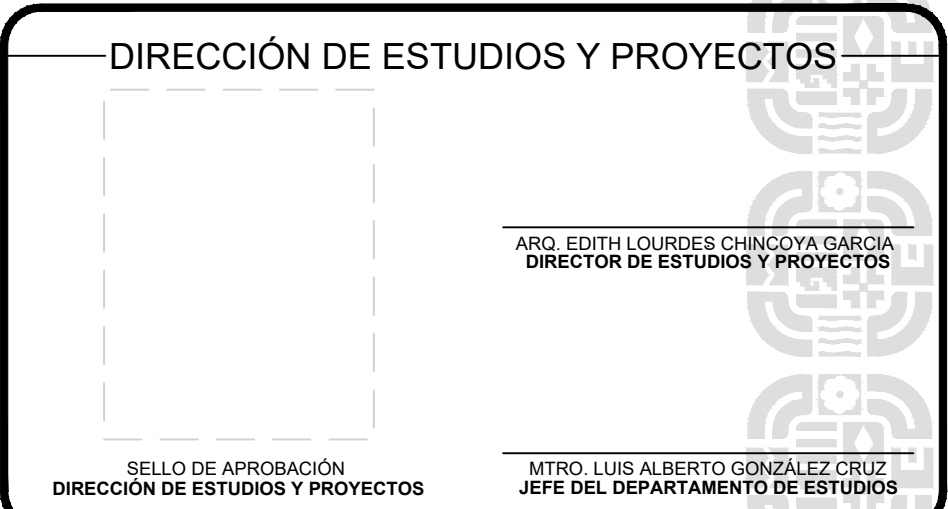 DIRECCIÓN DE ESTUDIOS Y PROYECTOS
ARQ. EDITH LOURDES CHINCOYA GARCIA
DIRECTOR DE ESTUDIOS Y PROYECTOS
SELLO DE APROBACIÓN
DIRECCIÓN DE ESTUDIOS Y PROYECTOS
MTRO. LUIS ALBERTO GONZÁLEZ CRUZ
JEFE DEL DEPARTAMENTO DE ESTUDIOS